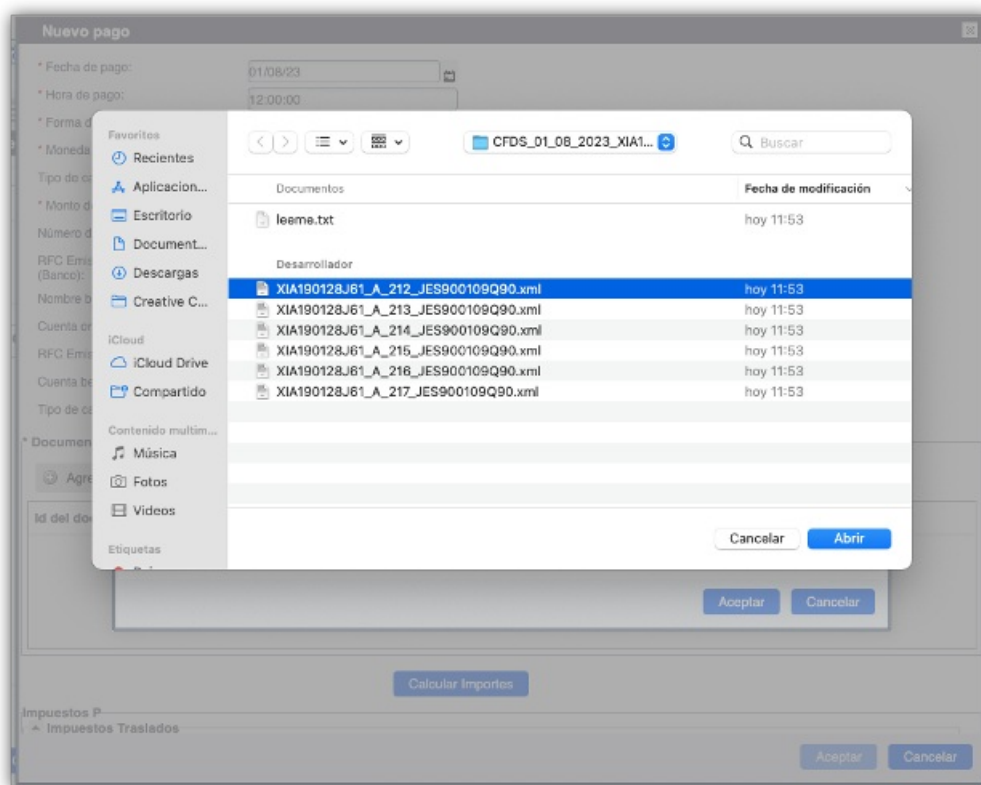 Nuevo pago
* Fecha de pago:
01/08/23
* Hora de pago:
12:00:00
* Forma d
* Moneda
Tipo de ca
* Monto d
Número d
RFC Emis
(Banco):
Nombre b
Cuenta or
RFC Emis
Cuenta be
Tipo de ca
* Documen
Agre
Id del do
Favoritos
Recientes
Aplicacion...
Escritorio
Document...
Descargas
Creative C...
iCloud
iCloud Drive
Compartido
Contenido multim...
Música
Fotos
Videos
Etiquetas
CFDS_01_08_2023_XIA1...
Buscar
Documentos
Fecha de modificación
leeme.txt
hoy 11:53
Desarrollador
XIA190128J61_A_212_JES900109Q90.xml
hoy 11:53
XIA190128J61_A_213_JES900109Q90.xml
hoy 11:53
XIA190128J61_A_214_JES900109Q90.xml
hoy 11:53
XIA190128J61_A_215_JES900109Q90.xml
hoy 11:53
XIA190128J61_A_216_JES900109Q90.xml
hoy 11:53
XIA190128J61_A_217_JES900109Q90.xml
hoy 11:53
Cancelar
Abrir
Aceptar
Cancelar
Calcular Importes
Impuestos P
Impuestos Traslados
Aceptar
Cancelar